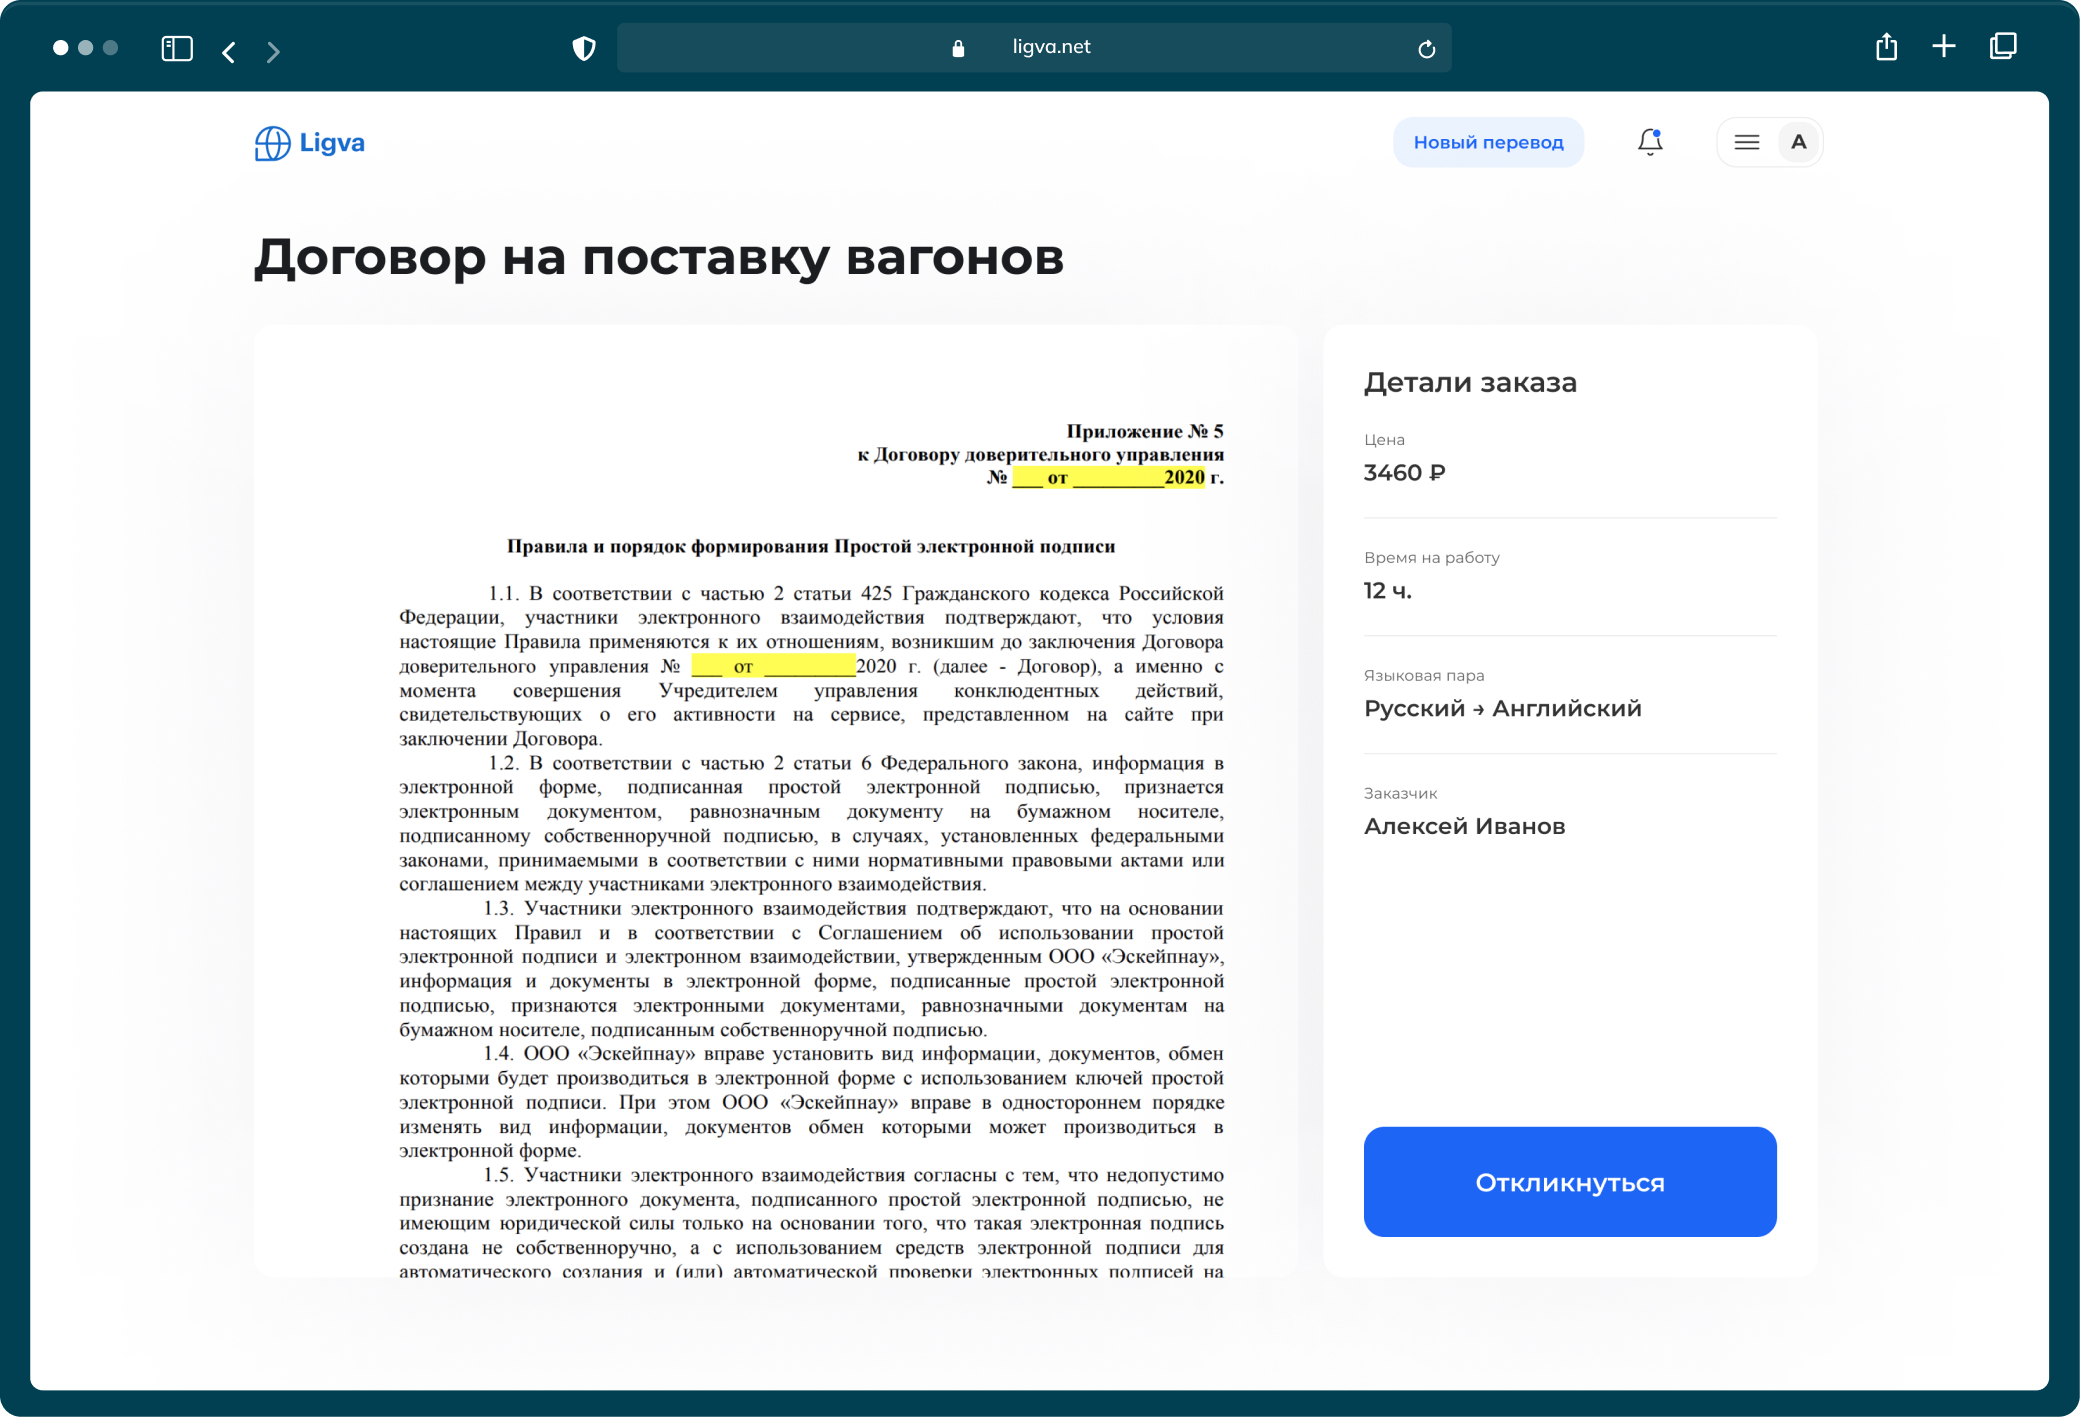 ligva.net
Ligva
Новый перевод
A
Договор на поставку вагонов
Приложение № 5
к Договору доверительного управления
№ ___ от _________2020 г.
Правила и порядок формирования Простой электронной подписи
1.1. В соответствии с частью 2 статьи 425 Гражданского кодекса Российской
Федерации, участники электронного взаимодействия подтверждают, что условия
настоящие Правила применяются к их отношениям, возникшим до заключения Договора
доверительного управления № ___ от _________2020 г. (далее - Договор), а именно с
момента совершения Учредителем управления конклюдентных действий,
свидетельствующих о его активности на сервисе, представленном на сайте при
заключении Договора.
1.2. В соответствии с частью 2 статьи 6 Федерального закона, информация в
электронной форме, подписанная простой электронной подписью, признается
электронным документом, равнозначным документу на бумажном носителе,
подписанному собственноручной подписью, в случаях, установленных федеральными
законами, принимаемыми в соответствии с ними нормативными правовыми актами или
соглашением между участниками электронного взаимодействия.
1.3. Участники электронного взаимодействия подтверждают, что на основании
настоящих Правил и в соответствии с Соглашением об использовании простой
электронной подписи и электронном взаимодействии, утвержденным ООО «Эскейпнау»,
информация и документы в электронной форме, подписанные простой электронной
подписью, признаются электронными документами, равнозначными документам на
бумажном носителе, подписанным собственноручной подписью.
1.4. ООО «Эскейпнау» вправе установить вид информации, документов, обмен
которыми будет производиться в электронной форме с использованием ключей простой
электронной подписи. При этом ООО «Эскейпнау» вправе в одностороннем порядке
изменять вид информации, документов обмен которыми может производиться в
электронной форме.
1.5. Участники электронного взаимодействия согласны с тем, что недопустимо
признание электронного документа, подписанного простой электронной подписью, не
имеющим юридической силы только на основании того, что такая электронная подпись
создана не собственноручно, а с использованием средств электронной подписи для
автоматического создания и (или) автоматической проверки электронных подписей на
Детали заказа
Цена
3460 ₽
Время на работу
12 ч.
Языковая пара
Русский → Английский
Заказчик
Алексей Иванов
Откликнуться